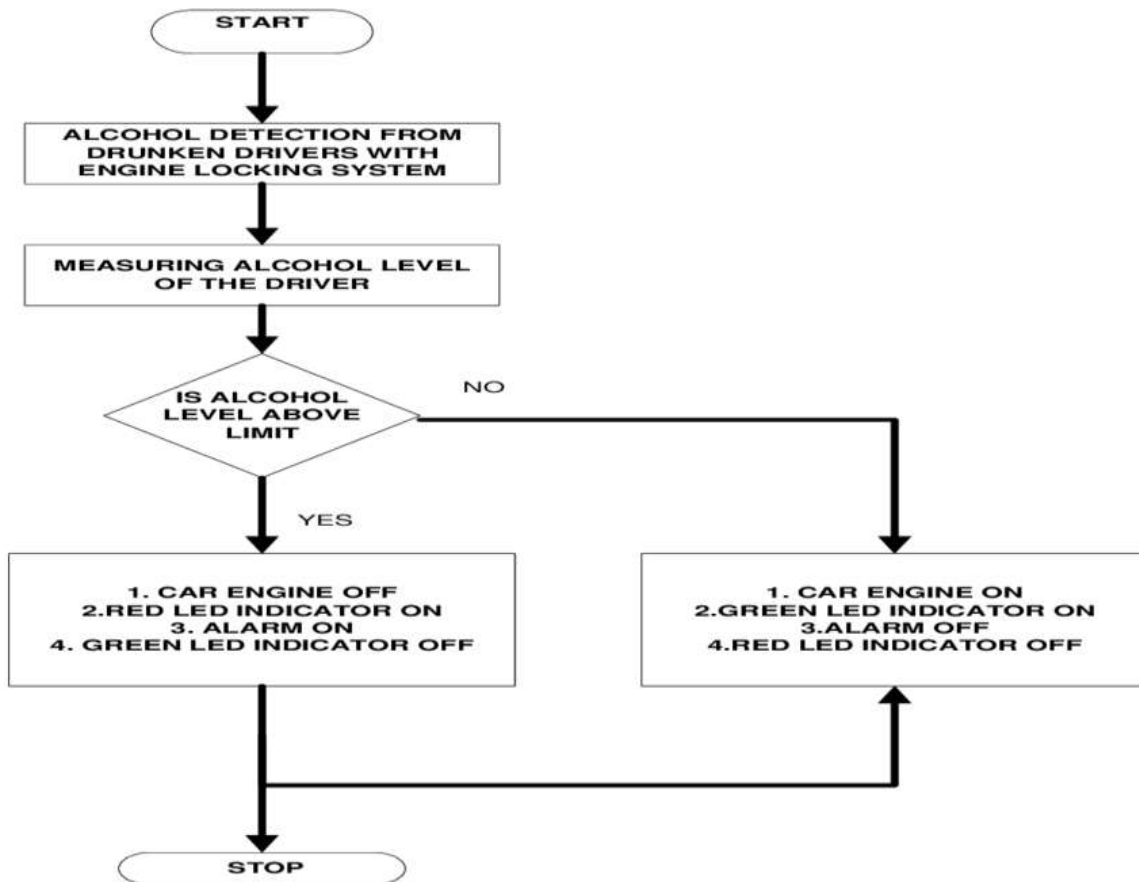 START
ALCOHOL DETECTION FROM
DRUNKEN DRIVERS WITH
ENGINE LOCKING SYSTEM
MEASURING ALCOHOL LEVEL
OF THE DRIVER
IS ALCOHOL
LEVEL ABOVE
LIMIT
NO
YES
1. CAR ENGINE OFF
2.RED LED INDICATOR ON
3. ALARM ON
4. GREEN LED INDICATOR OFF
1. CAR ENGINE ON
2.GREEN LED INDICATOR ON
3.ALARM OFF
4.RED LED INDICATOR OFF
STOP